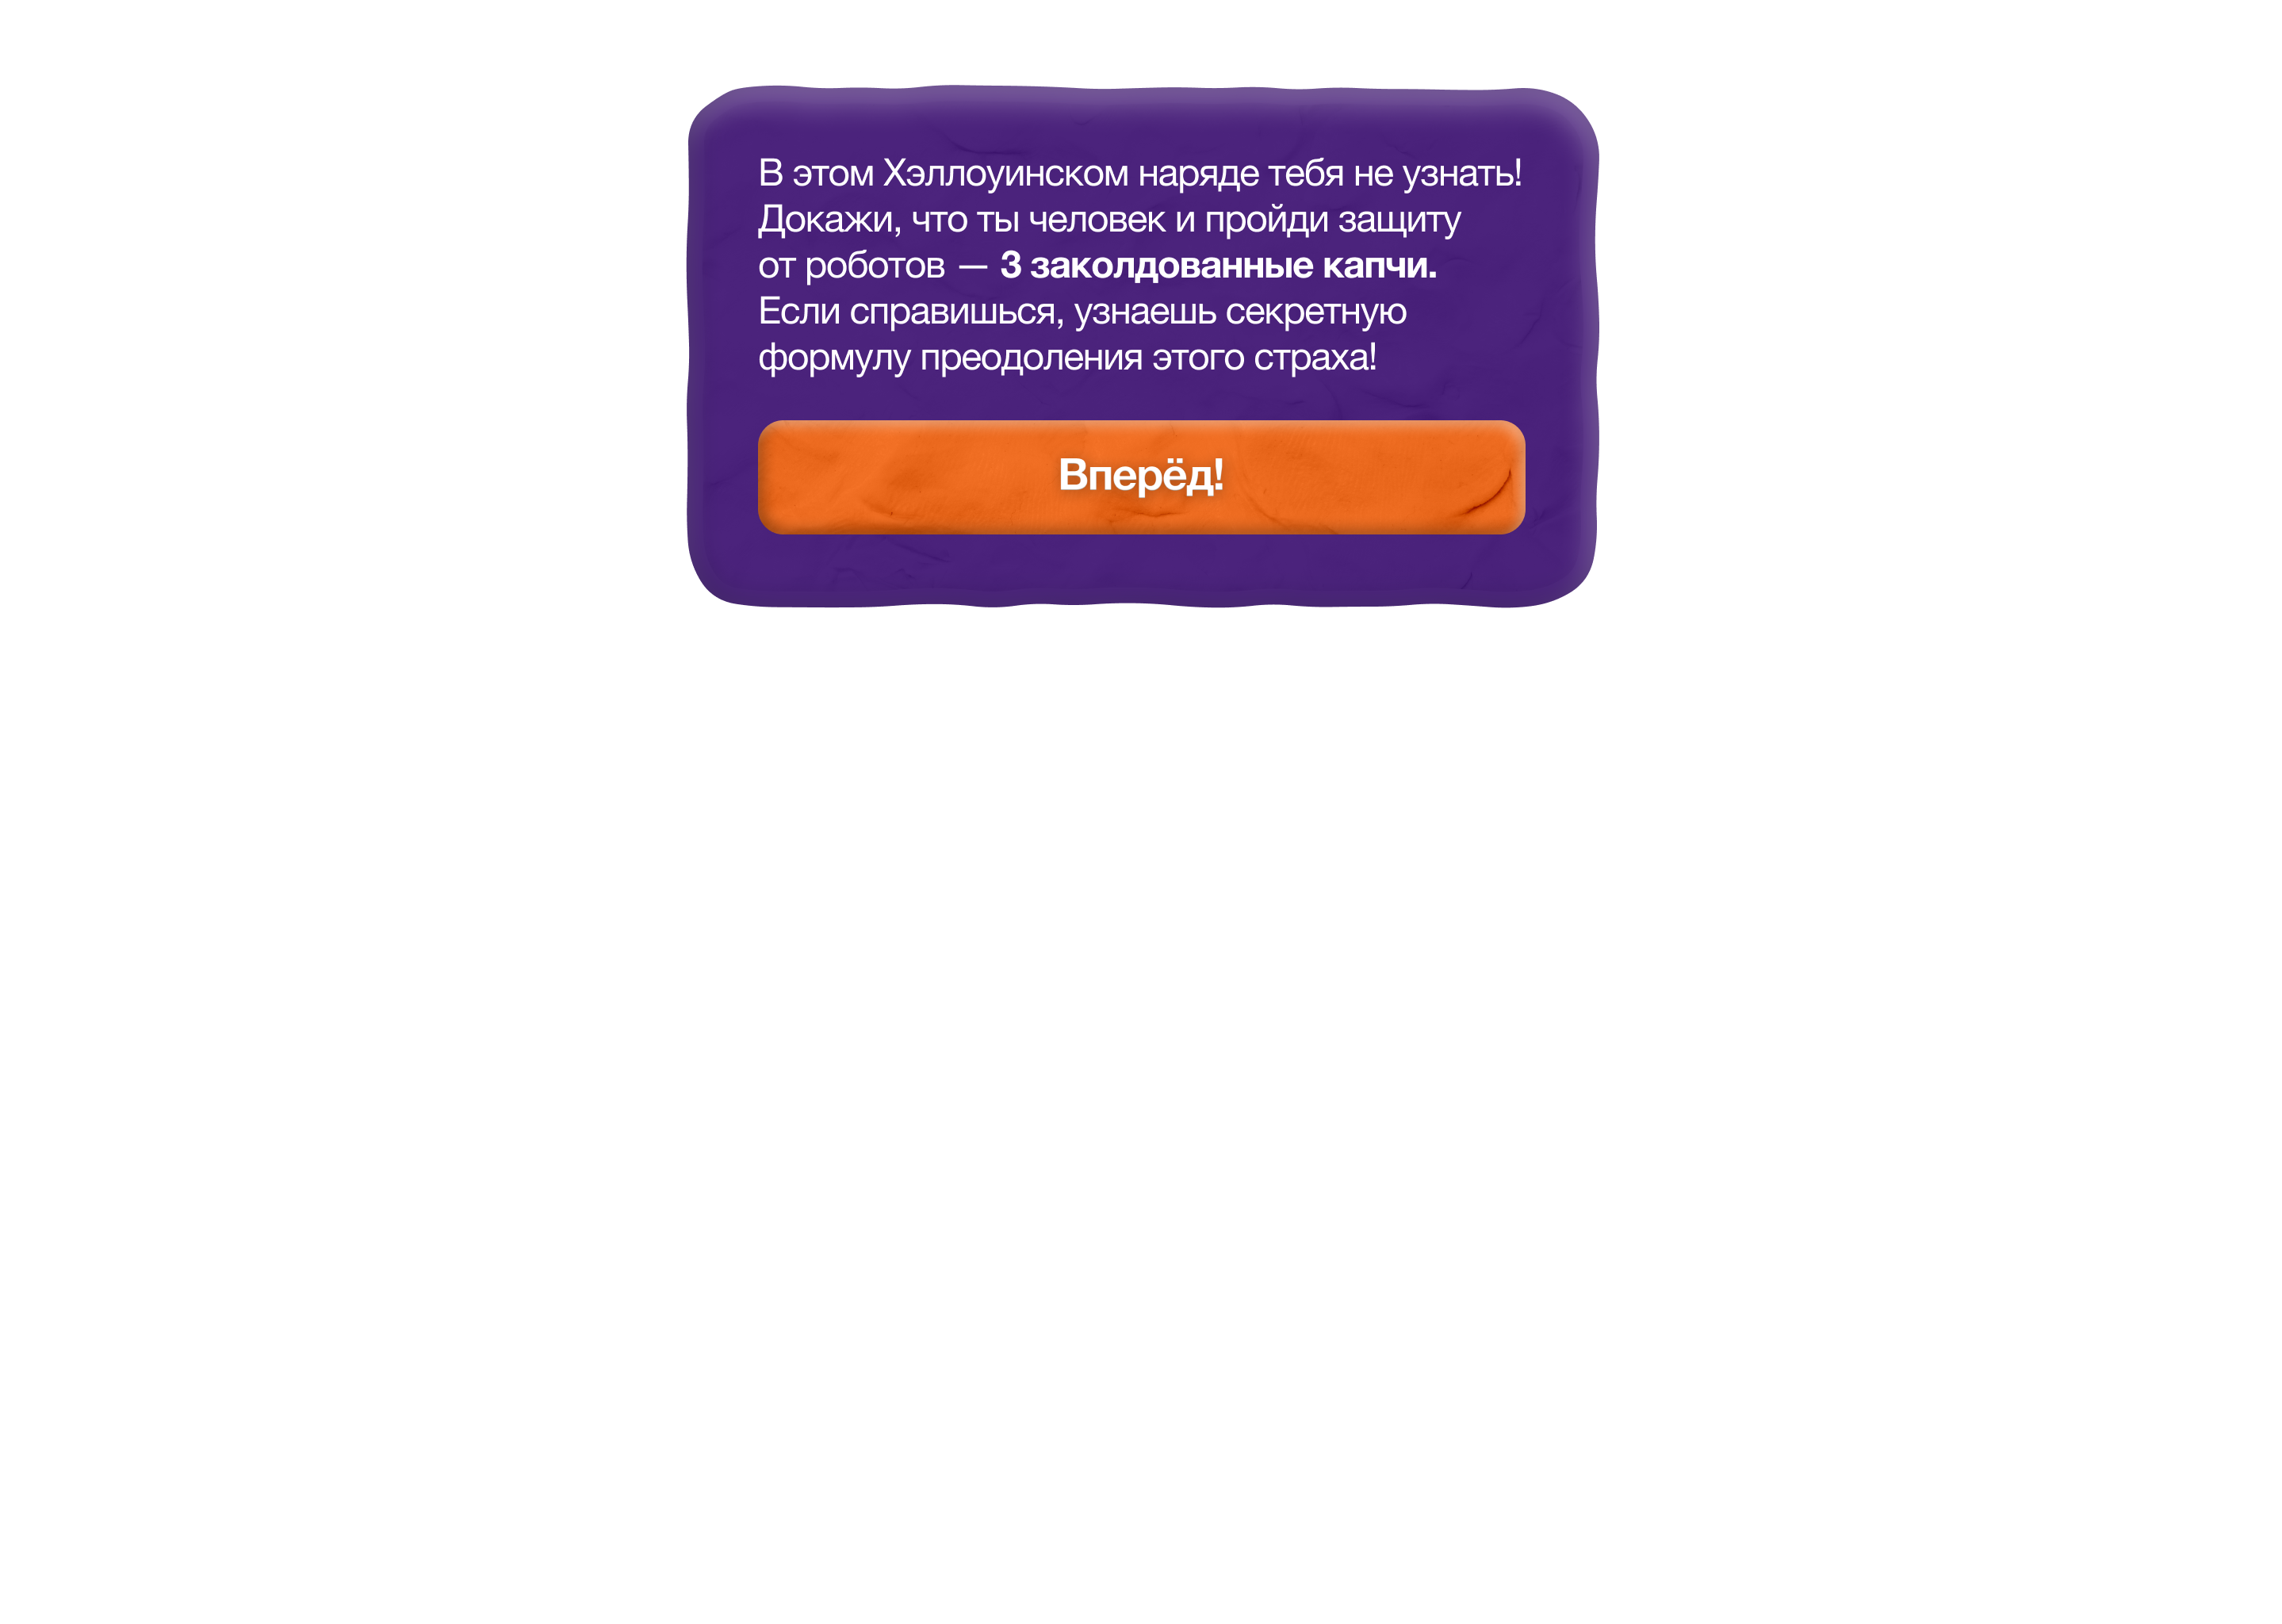 В этом Хэллоуинском наряде тебя не узнать!
Докажи, что ты человек и пройди защиту
от роботов — 3 заколдованные капчи.
Если справишься, узнаешь секретную
формулу преодоления этого страха!
Вперёд!